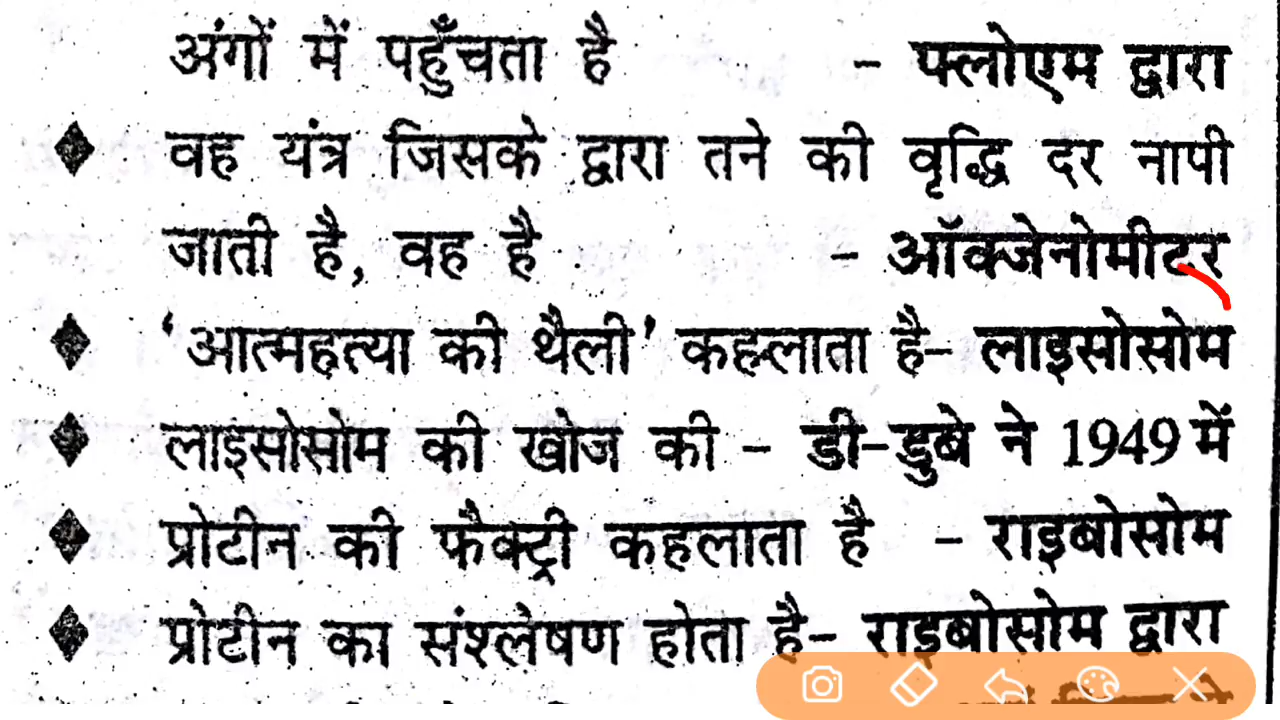 अंगों में पहुँचता है - फ्लोएम द्वारा
♦ वह यंत्र जिसके द्वारा तने की वृद्धि दर नापी
जाती है, वह है - ऑक्जेनोमीटर
♦ 'आत्महत्या की थैली' कहलाता है- लाइसोसोम
♦ लाइसोसोम की खोज की - डी-डुबे ने 1949 में
♦ प्रोटीन की फैक्ट्री कहलाता है - राइबोसोम
♦ प्रोटीन का संश्लेषण होता है- राइबोसोम द्वारा